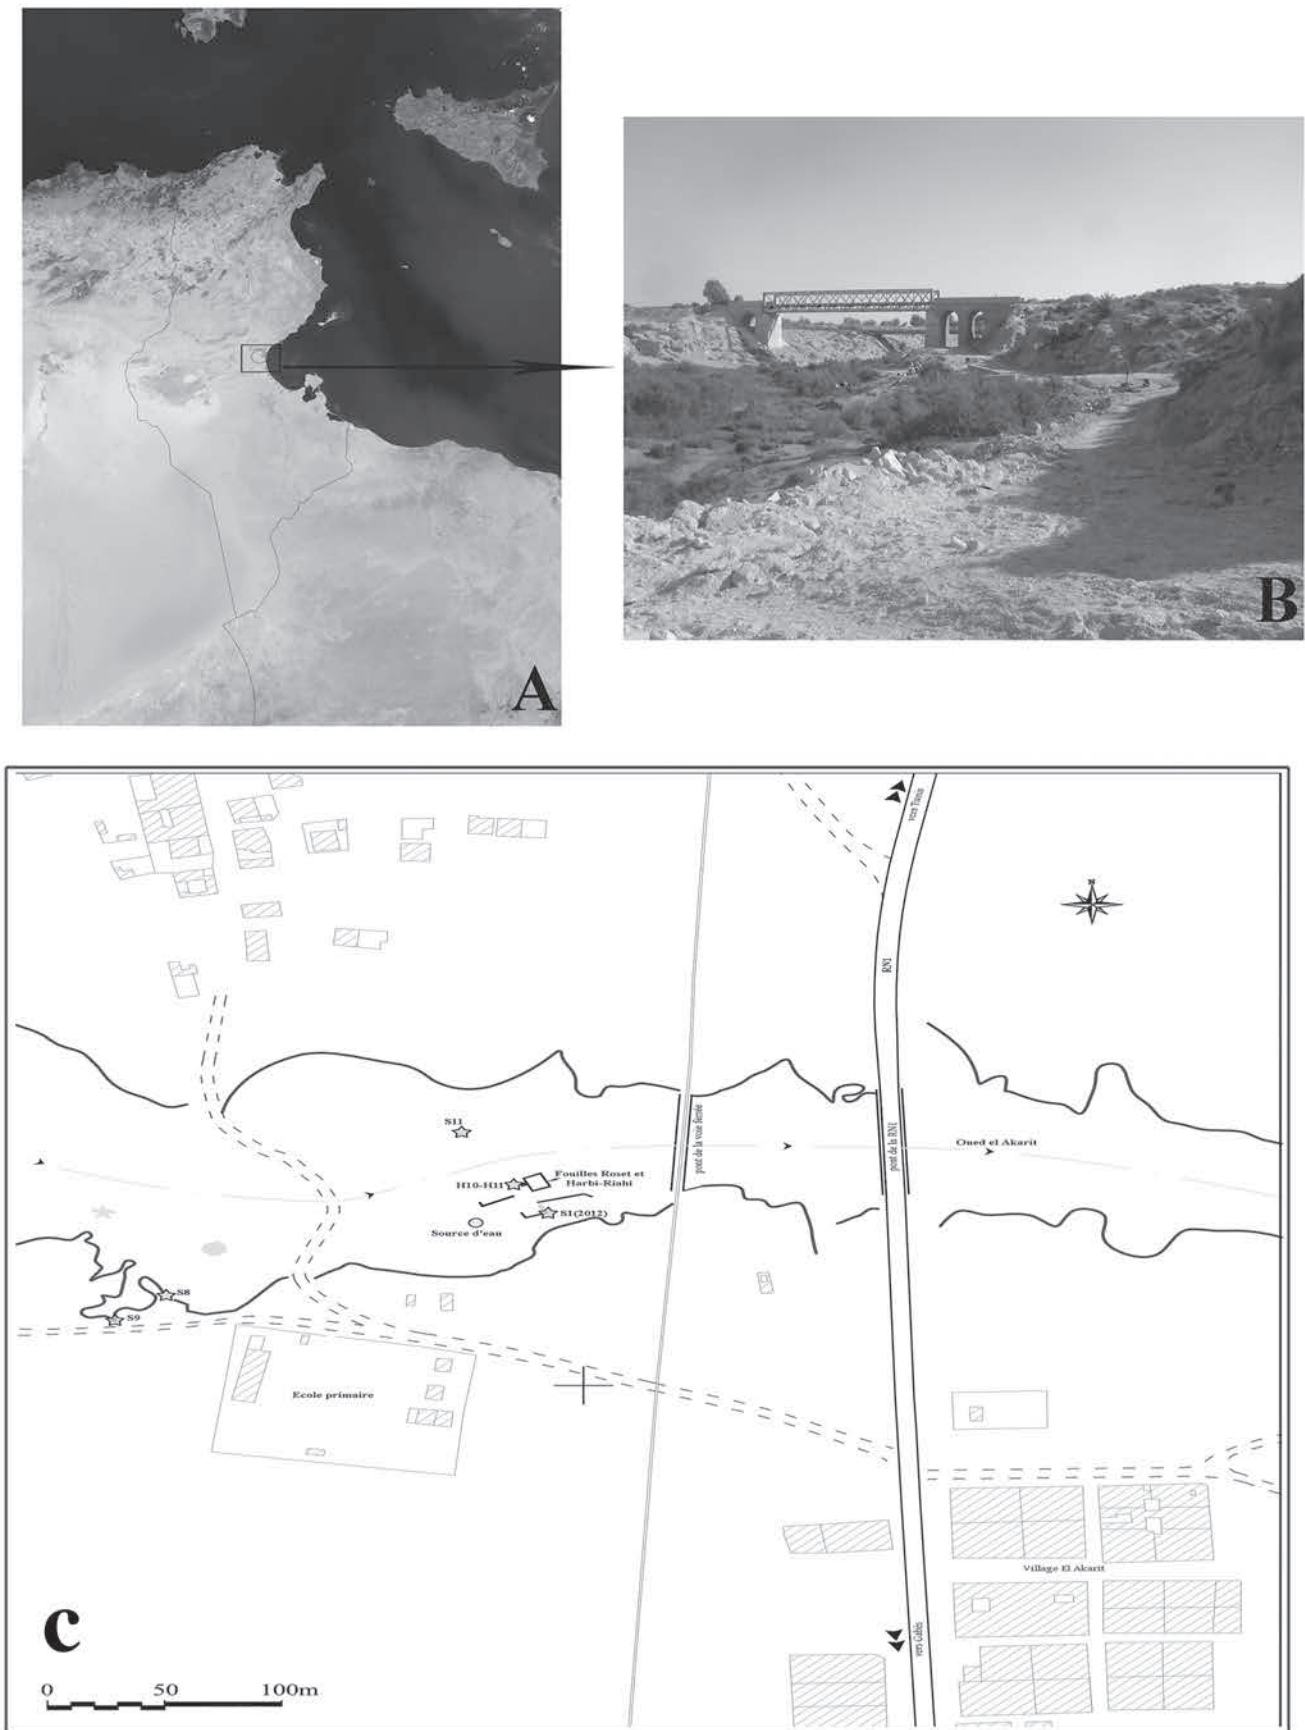 A
B
vers Tunis
N
RN1
S11
pont de la voie ferrée
pont de la RN1
Oued el Akarit
Fouilles Roset et
Harbi-Riahi
H10-H11
S1(2012)
Source d'eau
S8
S9
Ecole primaire
Village El Akarit
vers Gabès
c
0 50 100m